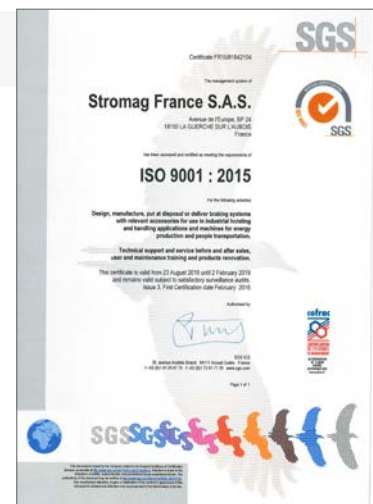 SGS
Certificate FR15/81842104
The management system of
Stromag France S.A.S.
Avenue de l'Europe, BP 24
18150 LA GUERCHE SUR L'AUBOIS
France
SGS
has been assessed and certified as meeting the requirements of
ISO 9001 : 2015
For the following activities
Design, manufacture, put at disposal or deliver braking systems
with relevant accessories for use in industrial hoisting
and handling applications and machines for energy
production and people transportation.
Technical support and service before and after sales,
user and maintenance training and products renovation.
This certificate is valid from 23 August 2018 until 2 February 2019
and remains valid subject to satisfactory surveillance audits.
Issue 3. First Certification date February 2016
Authorised by
cofrac
Page 1 of 1
SGS SGS SGS